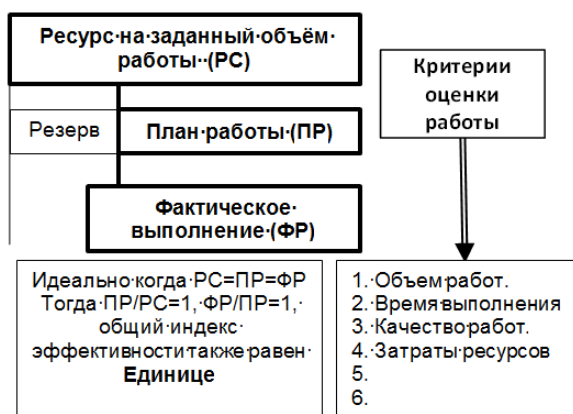 Ресурс·на·заданный·объём·
работы··(РС)
Критерии
оценки
работы
Резерв
План·работы·(ПР)
Фактическое·
выполнение·(ФР)
Идеально·когда·РС=ПР=ФР
Тогда·ПР/РС=1,·ФР/ПР=1,·
общий·индекс·
эффективности·также·равен·
Единице
1.·Объем·работ.
2.·Время·выполнения
3.·Качество·работ.
4.·Затраты·ресурсов
5.
6.